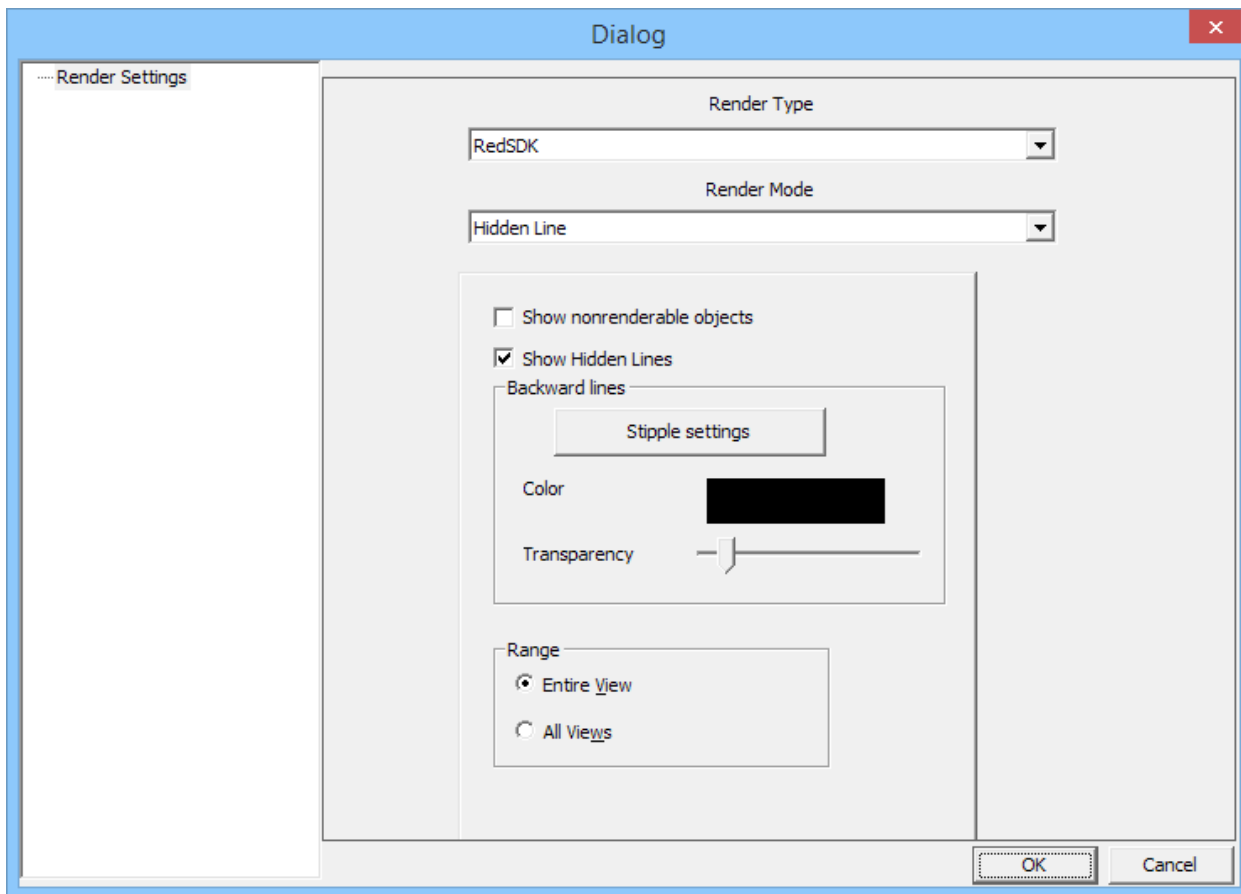 Dialog
Render Settings
Render Type
RedSDK
Render Mode
Hidden Line
Show nonrenderable objects
Show Hidden Lines
Backward lines
Stipple settings
Color
Transparency
Range
Entire View
All Views
OK
Cancel